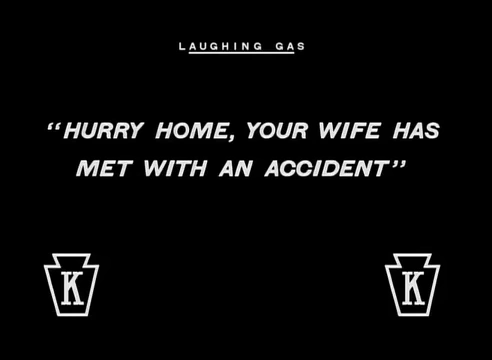 LAUGHING GAS
“HURRY HOME, YOUR WIFE HAS
MET WITH AN ACCIDENT”
K K